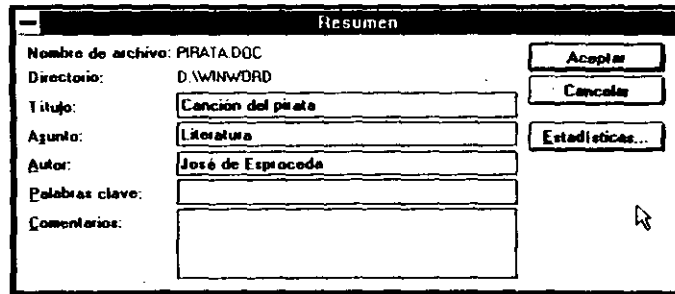 Resumen
Nombre de archivo: PIRATA.DOC
Directorio: D:\WINWORD
Título: Canción del pirata
Asunto: Literatura
Autor: José de Esproceda
Palabras clave:
Comentarios:
Aceptar
Cancelar
Estadísticas...